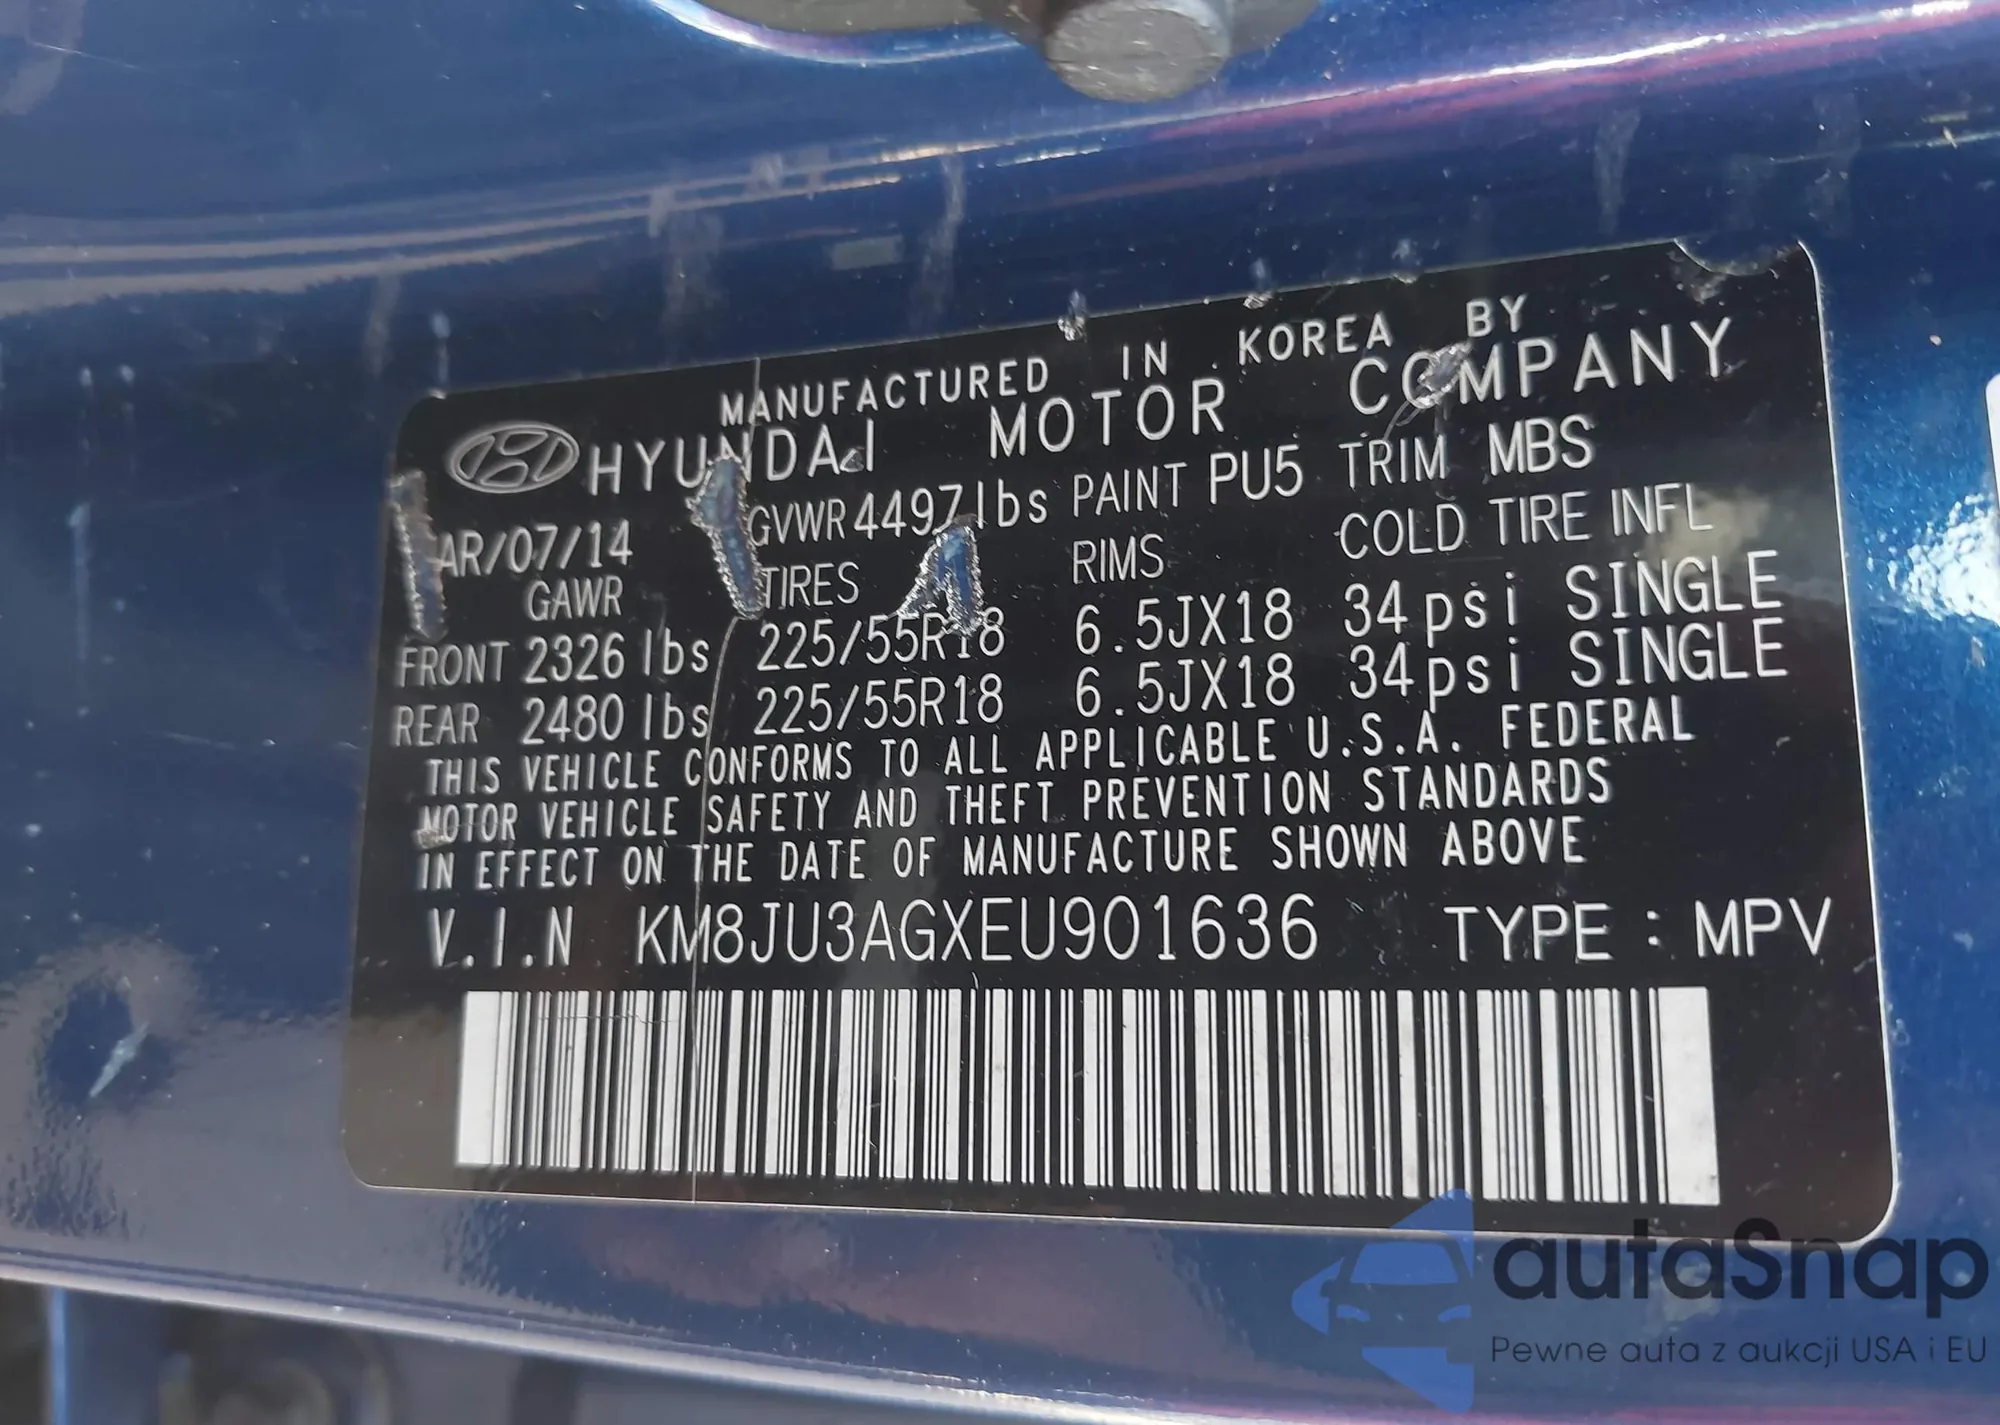 MANUFACTURED IN KOREA BY
HYUNDAI MOTOR COMPANY
AR/07/14 GVWR 4497lbs PAINT PU5 TRIM MBS
GAWR TIRES RIMS COLD TIRE INFL
FRONT 2326 lbs 225/55R18 6.5JX18 34psi SINGLE
REAR 2480 lbs 225/55R18 6.5JX18 34psi SINGLE
THIS VEHICLE CONFORMS TO ALL APPLICABLE U.S.A. FEDERAL
MOTOR VEHICLE SAFETY AND THEFT PREVENTION STANDARDS
IN EFFECT ON THE DATE OF MANUFACTURE SHOWN ABOVE
V.I.N KM8JU3AGXEU901636 TYPE : MPV
autaSnap
Pewne auta z aukcji USA i EU